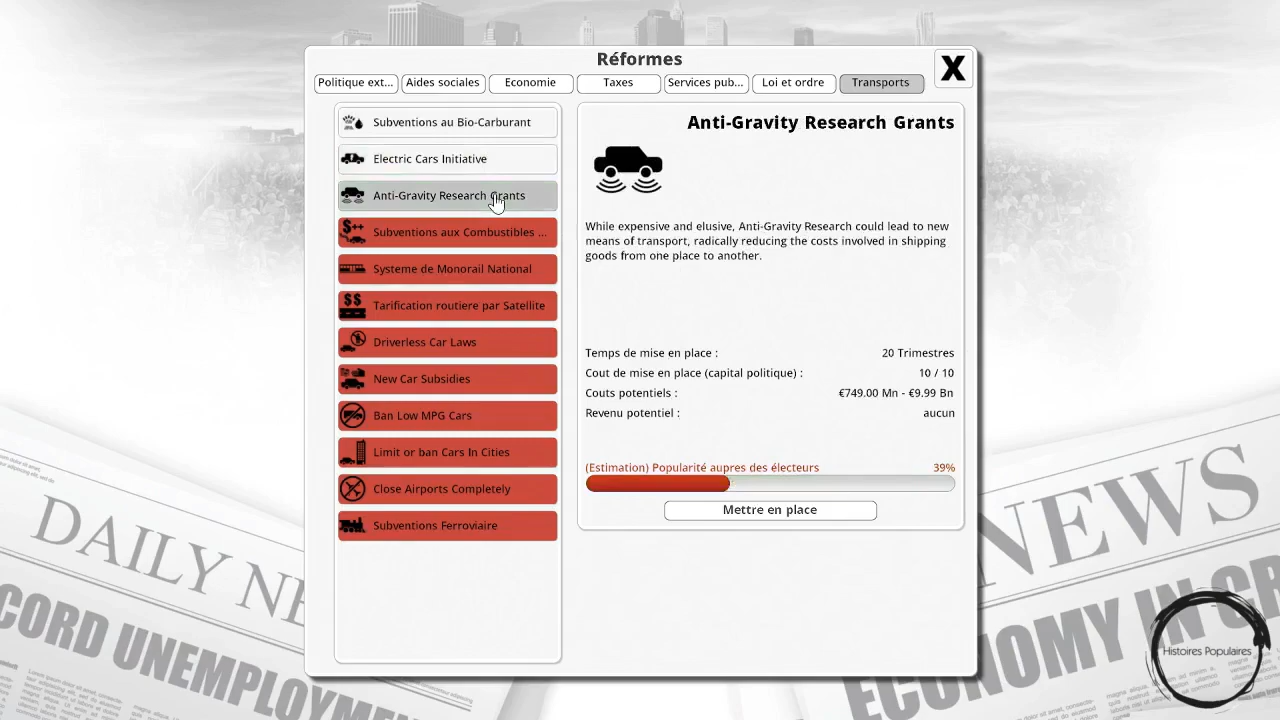 Réformes
X
Politique ext...
Aides sociales
Economie
Taxes
Services pub...
Loi et ordre
Transports
Subventions au Bio-Carburant
Electric Cars Initiative
Anti-Gravity Research Grants
Subventions aux Combustibles ...
Systeme de Monorail National
Tarification routiere par Satellite
Driverless Car Laws
New Car Subsidies
Ban Low MPG Cars
Limit or ban Cars In Cities
Close Airports Completely
Subventions Ferroviaire
Anti-Gravity Research Grants
While expensive and elusive, Anti-Gravity Research could lead to new
means of transport, radically reducing the costs involved in shipping
goods from one place to another.
Temps de mise en place : 20 Trimestres
Cout de mise en place (capital politique) : 10 / 10
Couts potentiels : €749.00 Mn - €9.99 Bn
Revenu potentiel : aucun
(Estimation) Popularité aupres des électeurs 39%
Mettre en place
DAILY NE
CORD UNEMPLOYM
NEWS
ECONOMY IN CR
Histoires Populaires